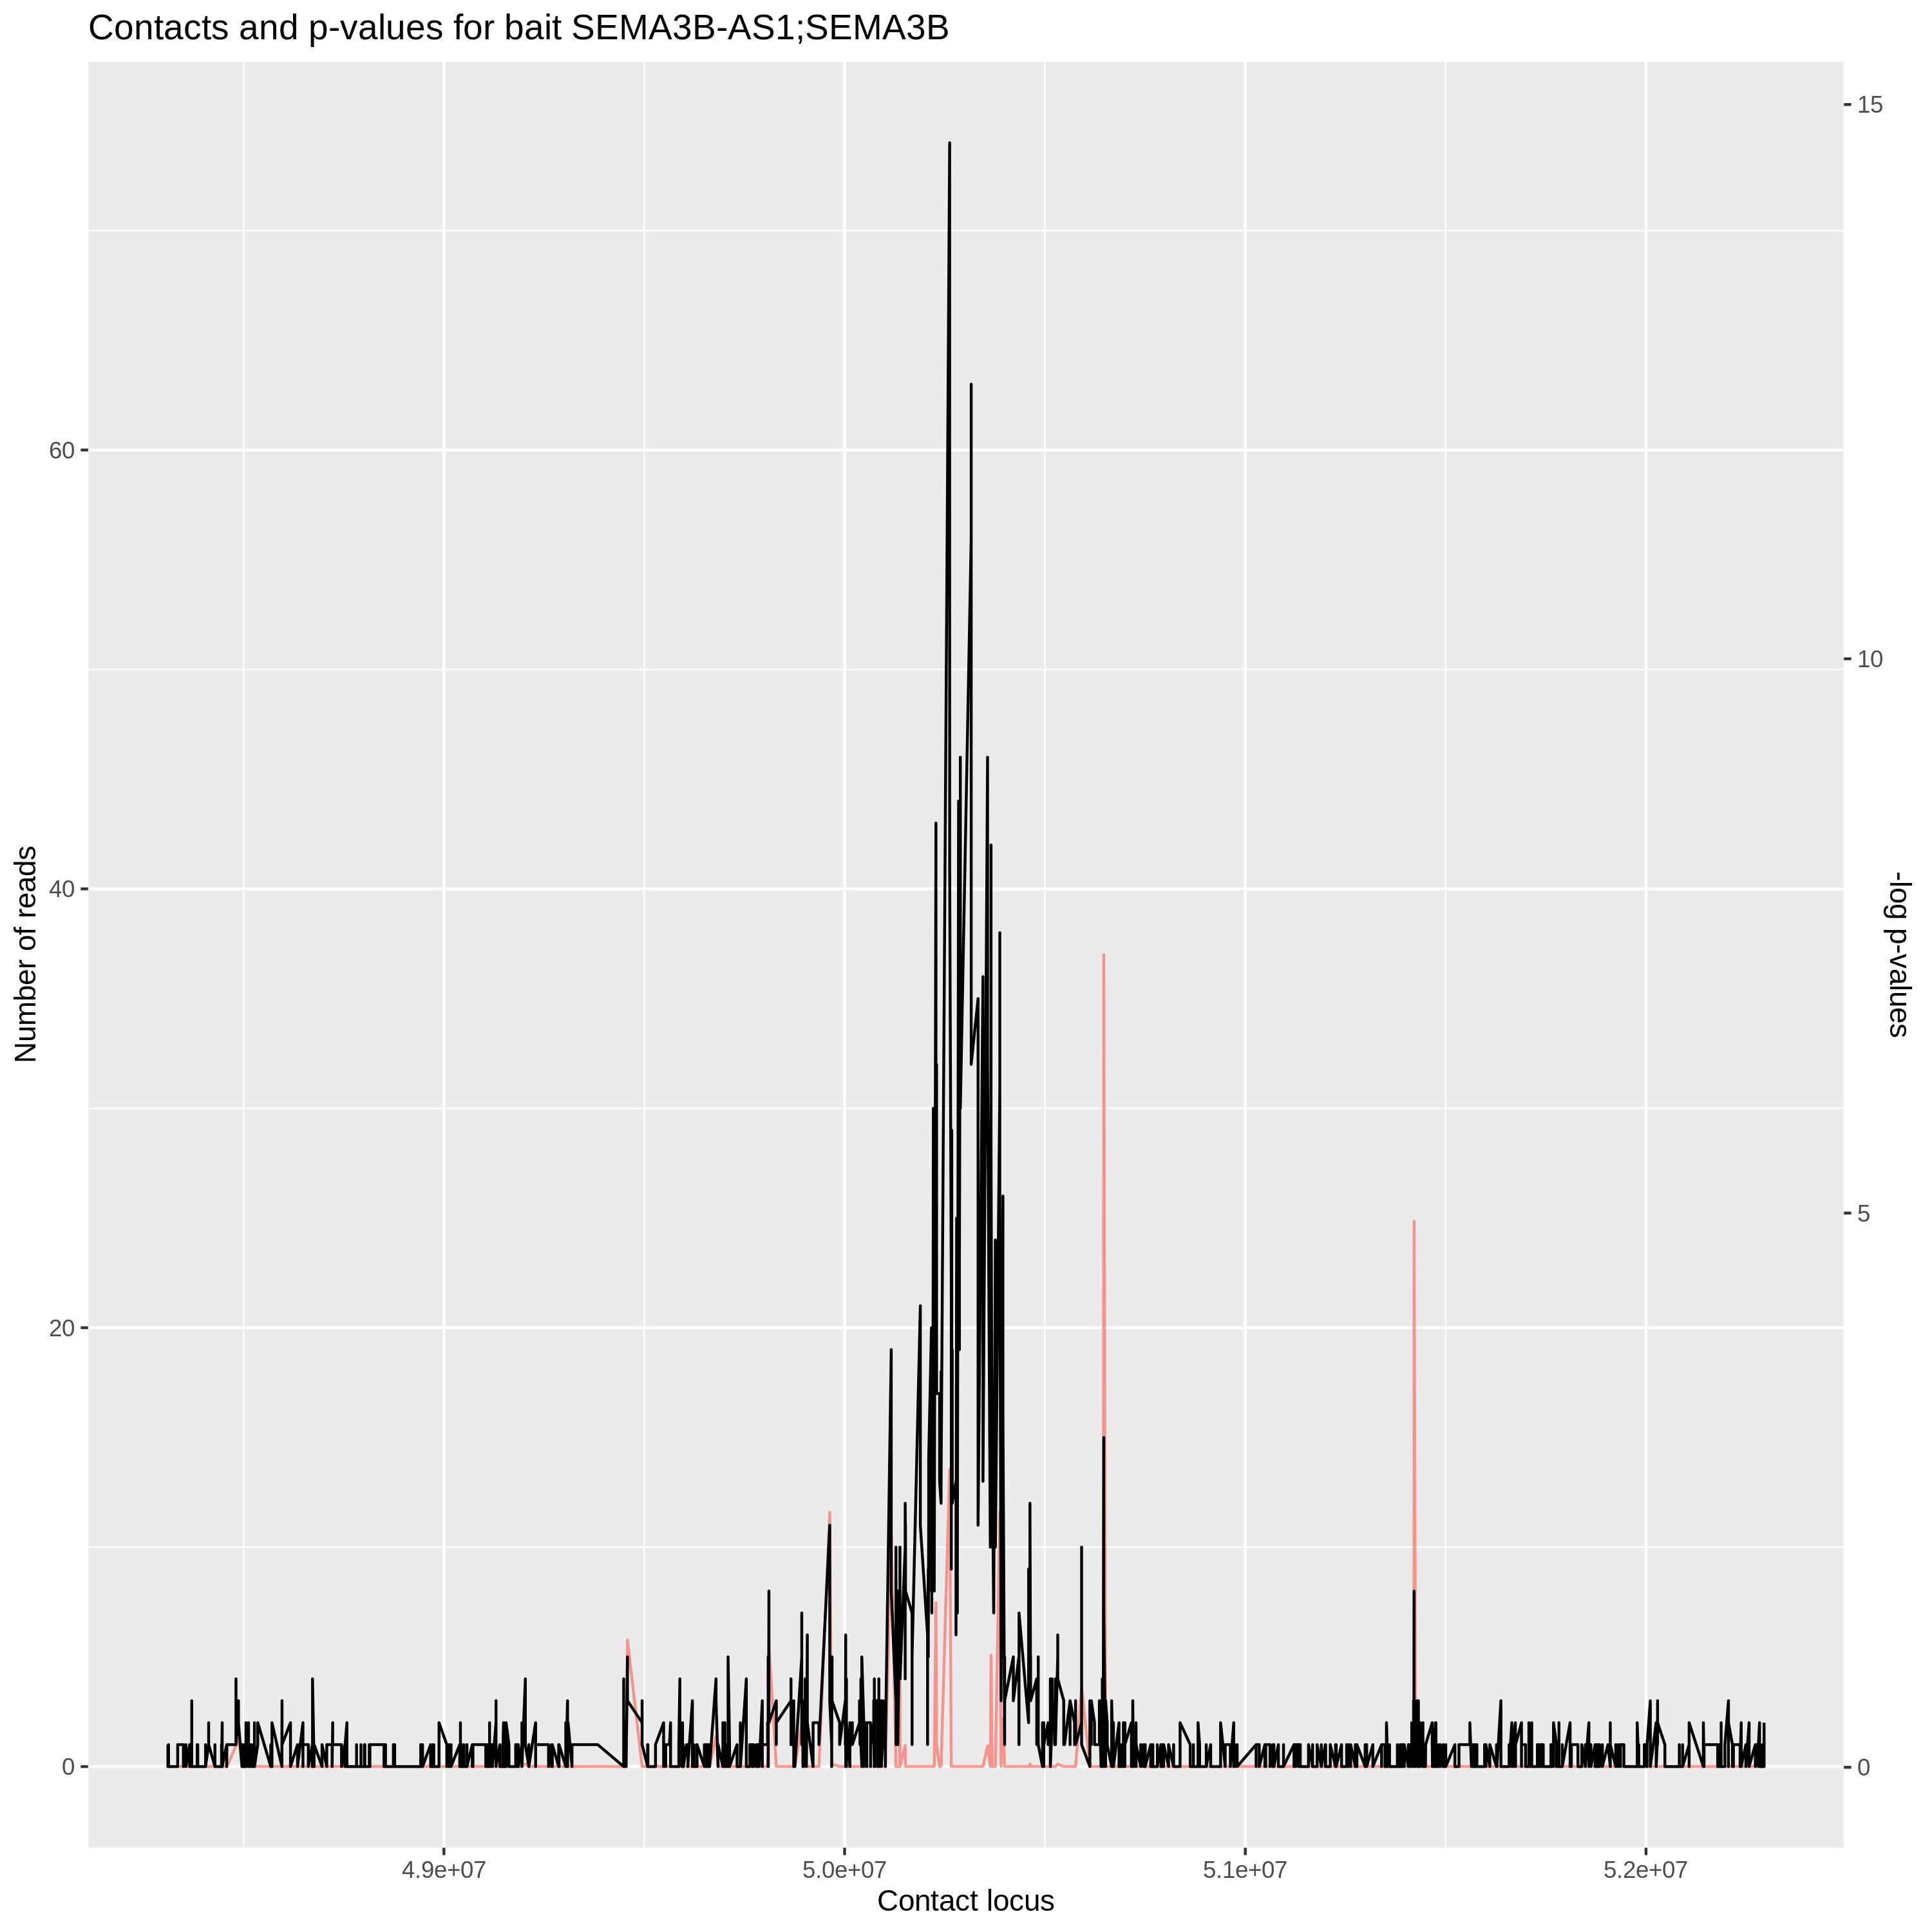 Contacts and p-values for bait SEMA3B-AS1;SEMA3B
15
60
10
Number of reads
40
-log p-values
5
20
0
0
4.9e+07
5.0e+07
5.1e+07
5.2e+07
Contact locus